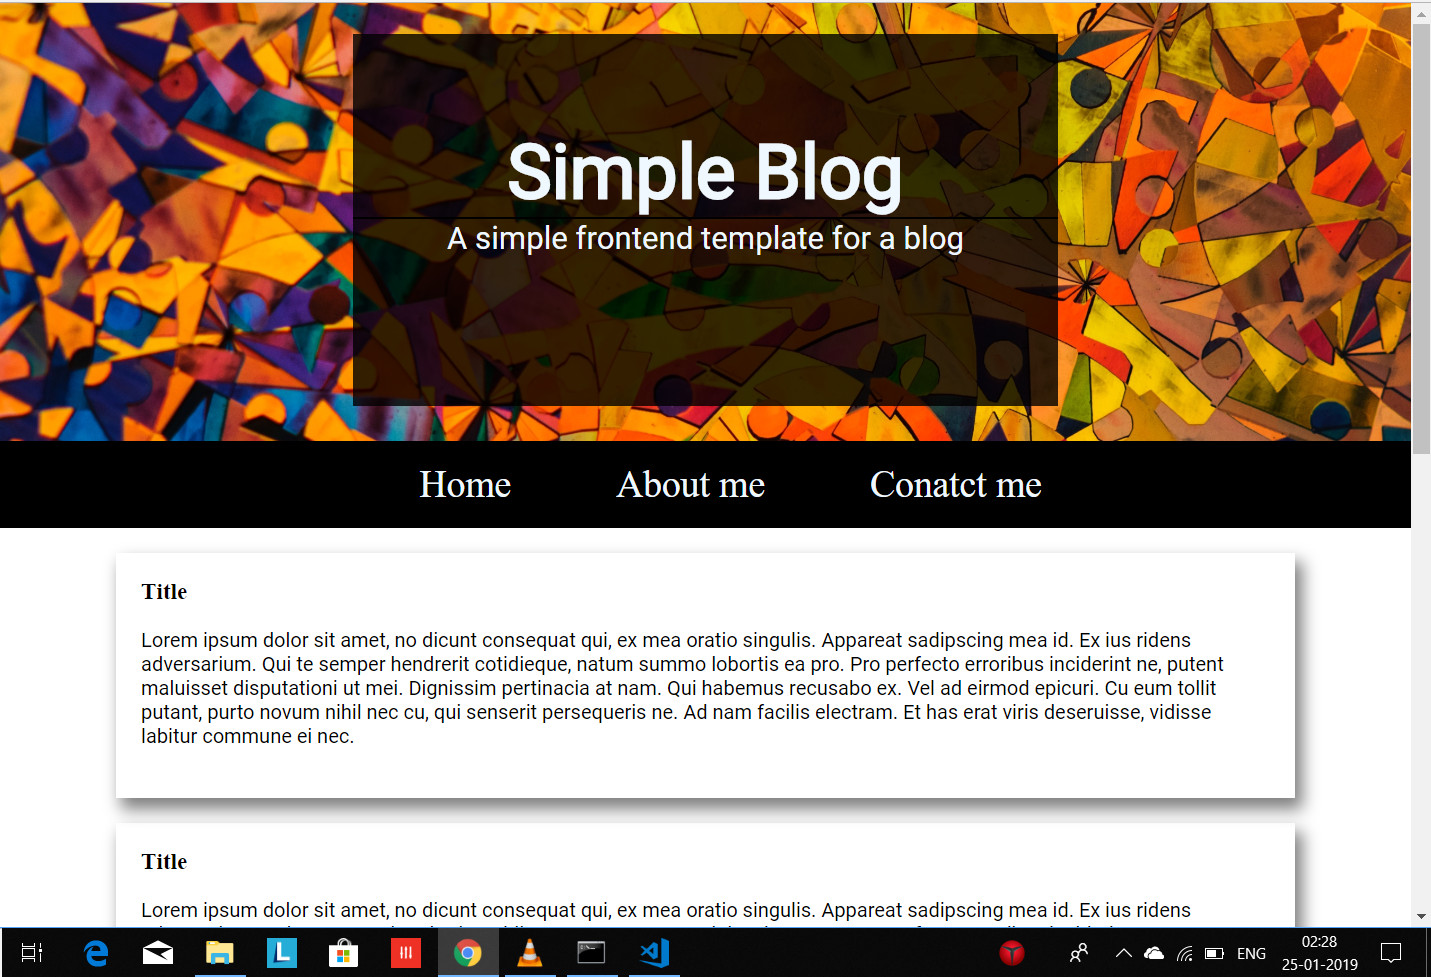 Simple Blog
A simple frontend template for a blog
Home About me Conatct me
Title
Lorem ipsum dolor sit amet, no dicunt consequat qui, ex mea oratio singulis. Appareat sadipscing mea id. Ex ius ridens
adversarium. Qui te semper hendrerit cotidieque, natum summo lobortis ea pro. Pro perfecto erroribus inciderint ne, putent
maluisset disputationi ut mei. Dignissim pertinacia at nam. Qui habemus recusabo ex. Vel ad eirmod epicuri. Cu eum tollit
putant, purto novum nihil nec cu, qui senserit persequeris ne. Ad nam facilis electram. Et has erat viris deseruisse, vidisse
labitur commune ei nec.
Title
Lorem ipsum dolor sit amet, no dicunt consequat qui, ex mea oratio singulis. Appareat sadipscing mea id. Ex ius ridens
L
ENG
02:28
25-01-2019